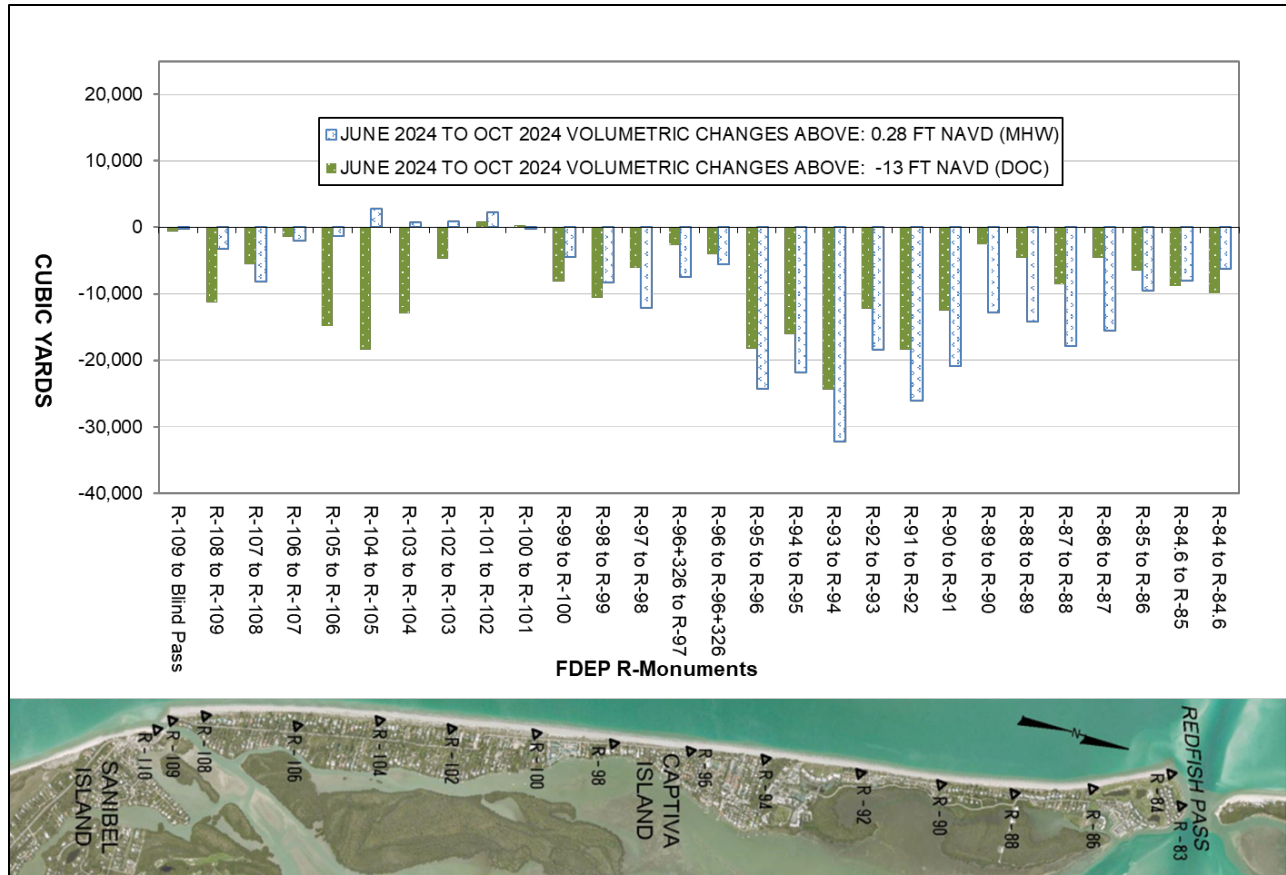 20,000
10,000
0
-10,000
-20,000
-30,000
-40,000
CUBIC YARDS
JUNE 2024 TO OCT 2024 VOLUMETRIC CHANGES ABOVE: 0.28 FT NAVD (MHW)
JUNE 2024 TO OCT 2024 VOLUMETRIC CHANGES ABOVE: -13 FT NAVD (DOC)
R-109 to Blind Pass
R-108 to R-109
R-107 to R-108
R-106 to R-107
R-105 to R-106
R-104 to R-105
R-103 to R-104
R-102 to R-103
R-101 to R-102
R-100 to R-101
R-99 to R-100
R-98 to R-99
R-97 to R-98
R-96+326 to R-97
R-96 to R-96+326
R-95 to R-96
R-94 to R-95
R-93 to R-94
R-92 to R-93
R-91 to R-92
R-90 to R-91
R-89 to R-90
R-88 to R-89
R-87 to R-88
R-86 to R-87
R-85 to R-86
R-84.6 to R-85
R-84 to R-84.6
FDEP R-Monuments
SANIBEL
ISLAND
R-110
R-109
R-108
R-106
R-104
R-102
R-100
R-98
CAPTIVA
ISLAND
R-96
R-94
R-92
R-90
R-88
R-86
R-84
R-83
N
REDFISH PASS